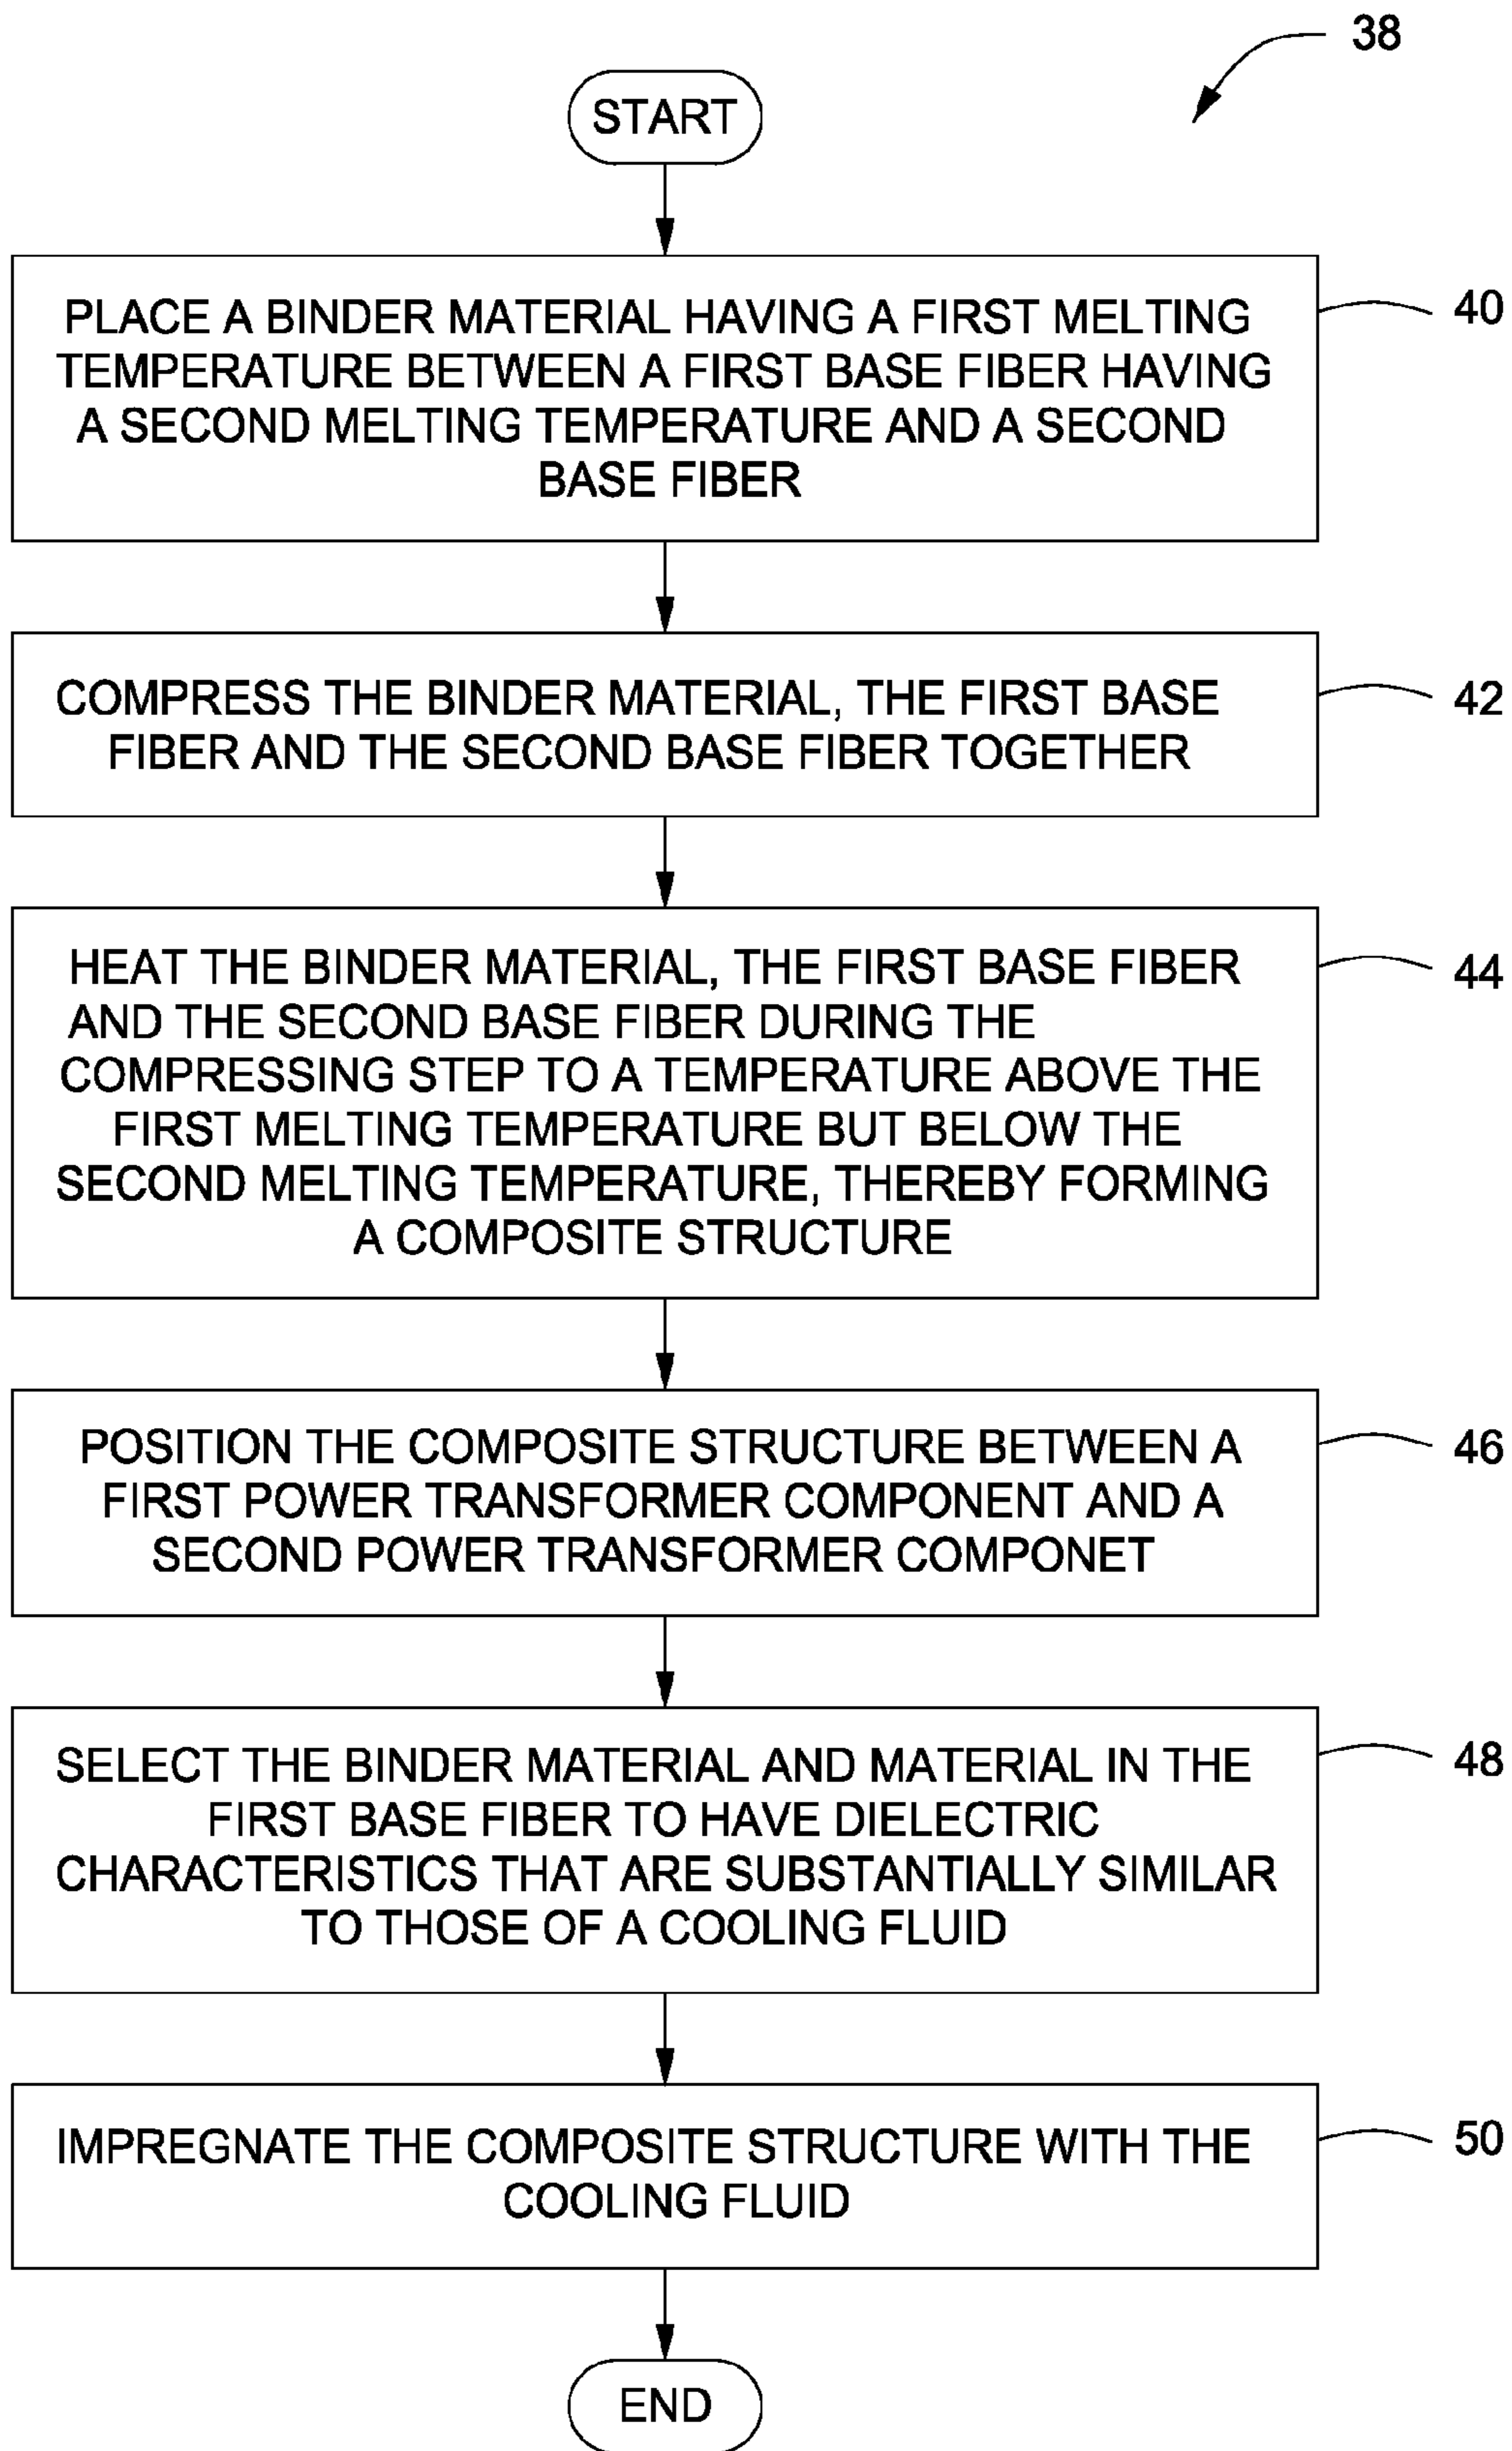 38
START
PLACE A BINDER MATERIAL HAVING A FIRST MELTING
TEMPERATURE BETWEEN A FIRST BASE FIBER HAVING
A SECOND MELTING TEMPERATURE AND A SECOND
BASE FIBER
40
COMPRESS THE BINDER MATERIAL, THE FIRST BASE
FIBER AND THE SECOND BASE FIBER TOGETHER
42
HEAT THE BINDER MATERIAL, THE FIRST BASE FIBER
AND THE SECOND BASE FIBER DURING THE
COMPRESSING STEP TO A TEMPERATURE ABOVE THE
FIRST MELTING TEMPERATURE BUT BELOW THE
SECOND MELTING TEMPERATURE, THEREBY FORMING
A COMPOSITE STRUCTURE
44
POSITION THE COMPOSITE STRUCTURE BETWEEN A
FIRST POWER TRANSFORMER COMPONENT AND A
SECOND POWER TRANSFORMER COMPONET
46
SELECT THE BINDER MATERIAL AND MATERIAL IN THE
FIRST BASE FIBER TO HAVE DIELECTRIC
CHARACTERISTICS THAT ARE SUBSTANTIALLY SIMILAR
TO THOSE OF A COOLING FLUID
48
IMPREGNATE THE COMPOSITE STRUCTURE WITH THE
COOLING FLUID
50
END